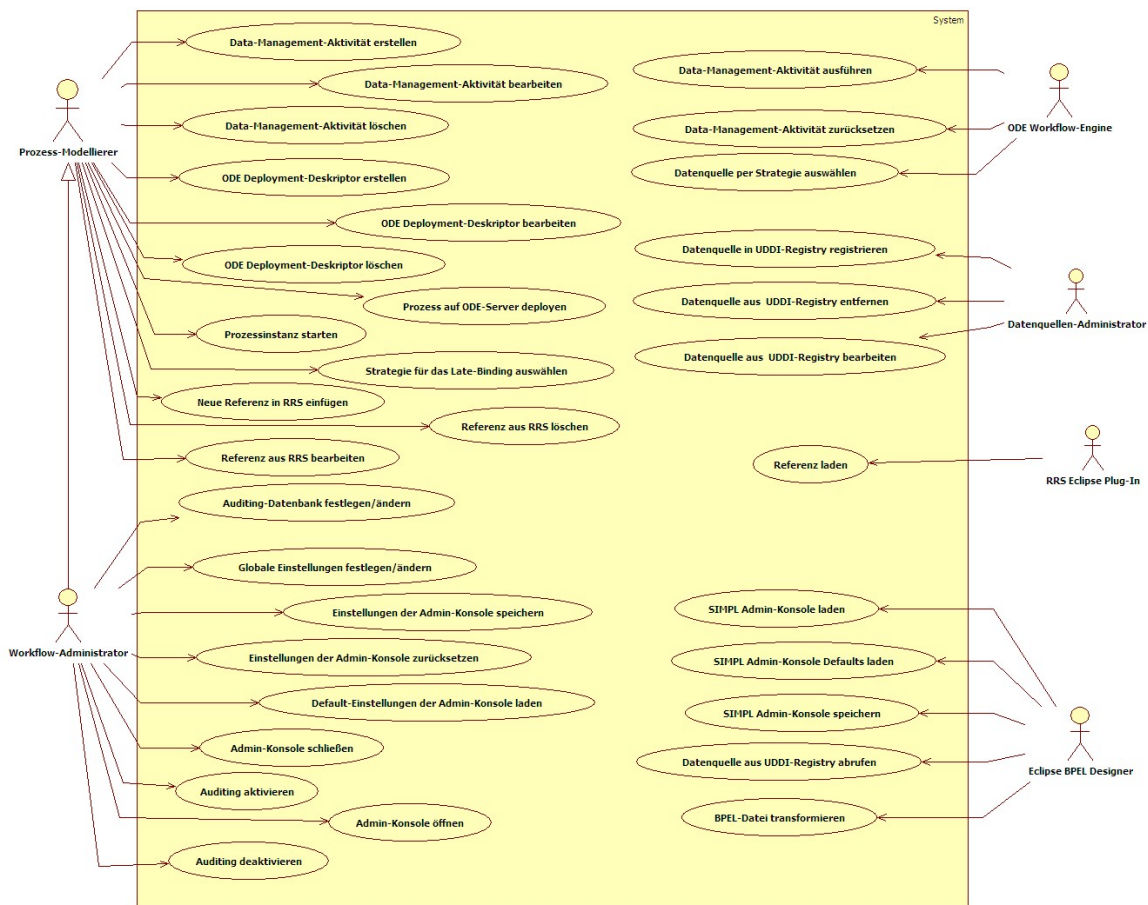 System
Data-Management-Aktivität erstellen
Data-Management-Aktivität bearbeiten
Data-Management-Aktivität löschen
Prozess-Modellierer
ODE Deployment-Deskriptor erstellen
ODE Deployment-Deskriptor bearbeiten
ODE Deployment-Deskriptor löschen
Prozess auf ODE-Server deployen
Prozessinstanz starten
Strategie für das Late-Binding auswählen
Neue Referenz in RRS einfügen
Referenz aus RRS löschen
Referenz aus RRS bearbeiten
Auditing-Datenbank festlegen/ändern
Globale Einstellungen festlegen/ändern
Einstellungen der Admin-Konsole speichern
Workflow-Administrator
Einstellungen der Admin-Konsole zurücksetzen
Default-Einstellungen der Admin-Konsole laden
Admin-Konsole schließen
Auditing aktivieren
Admin-Konsole öffnen
Auditing deaktivieren
Data-Management-Aktivität ausführen
Data-Management-Aktivität zurücksetzen
ODE Workflow-Engine
Datenquelle per Strategie auswählen
Datenquelle in UDDI-Registry registrieren
Datenquelle aus UDDI-Registry entfernen
Datenquellen-Administrator
Datenquelle aus UDDI-Registry bearbeiten
Referenz laden
RRS Eclipse Plug-In
SIMPL Admin-Konsole laden
SIMPL Admin-Konsole Defaults laden
SIMPL Admin-Konsole speichern
Datenquelle aus UDDI-Registry abrufen
Eclipse BPEL Designer
BPEL-Datei transformieren